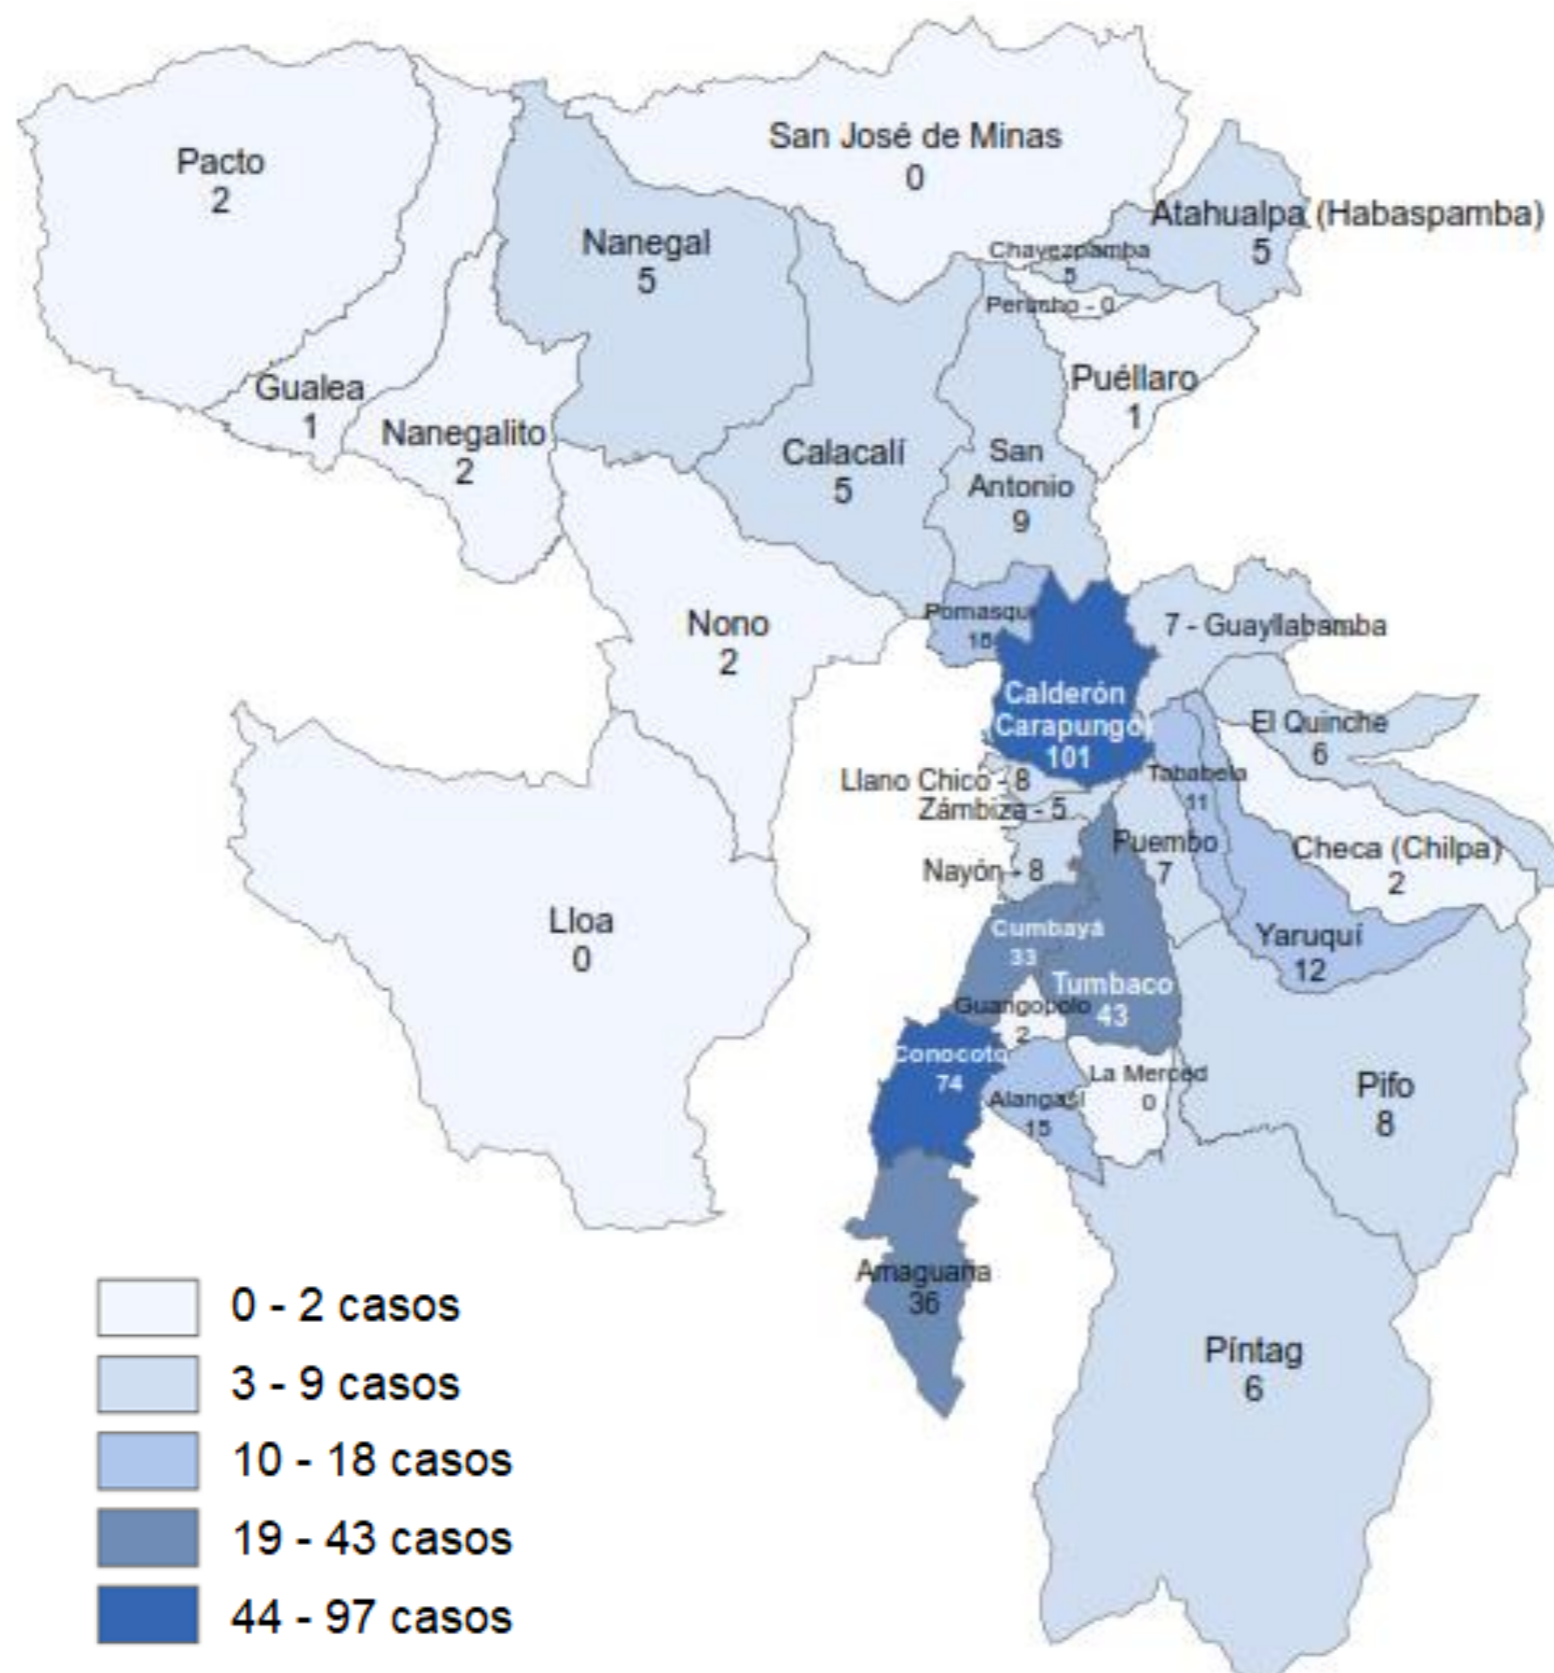 Pacto
2
San José de Minas
0
Nanegal
5
Atahualpa (Habaspamba)
5
Chavezpamba
5
Perucho - 0
Gualea
1
Nanegalito
2
Calacalí
5
San
Antonio
9
Puéllaro
1
Nono
2
Pomasqui
7 - Guayllabamba
Calderón
(Carapungo)
101
El Quinche
6
Llano Chico - 8
Tababela
11
Zámbiza - 5
Puembo
7
Checa (Chilpa)
2
Nayón - 8
Lloa
0
Cumbayá
33
Yaruquí
12
Tumbaco
43
Guangopolo
2
Conocoto
74
La Merced
0
Alangasí
15
Pifo
8
Amaguaña
36
Píntag
6
0 - 2 casos
3 - 9 casos
10 - 18 casos
19 - 43 casos
44 - 97 casos